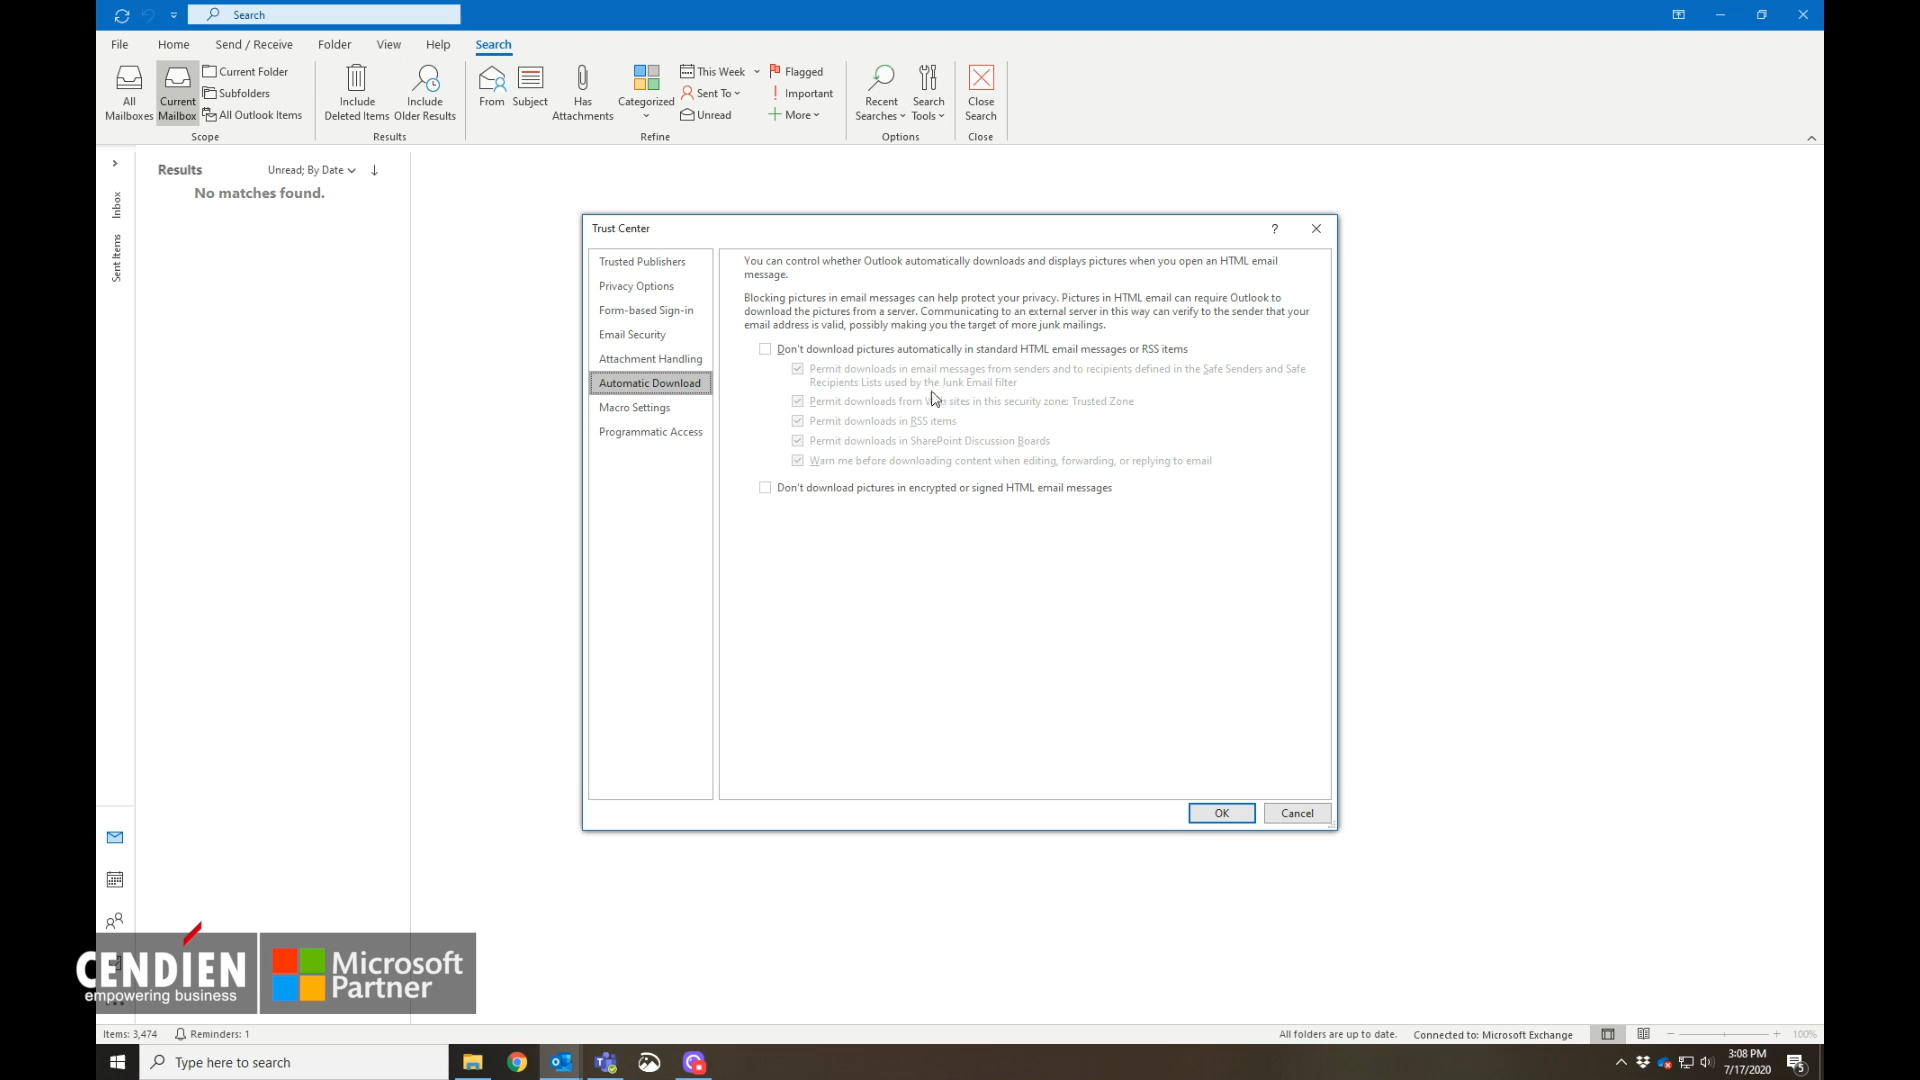 Search
File Home Send / Receive Folder View Help Search
All Mailboxes
Current Mailbox
Current Folder
Subfolders
All Outlook Items
Scope
Include Deleted Items
Include Older Results
Results
From
Subject
Has Attachments
Categorized
This Week
Sent To
Unread
Flagged
Important
More
Refine
Recent Searches
Search Tools
Options
Close Search
Close
Results
Unread; By Date
No matches found.
Inbox
Sent Items
Trust Center
?
Trusted Publishers
Privacy Options
Form-based Sign-in
Email Security
Attachment Handling
Automatic Download
Macro Settings
Programmatic Access
You can control whether Outlook automatically downloads and displays pictures when you open an HTML email
message.
Blocking pictures in email messages can help protect your privacy. Pictures in HTML email can require Outlook to
download the pictures from a server. Communicating to an external server in this way can verify to the sender that your
email address is valid, possibly making you the target of more junk mailings.
Don't download pictures automatically in standard HTML email messages or RSS items
Permit downloads in email messages from senders and to recipients defined in the Safe Senders and Safe
Recipients Lists used by the Junk Email filter
Permit downloads from Web sites in this security zone: Trusted Zone
Permit downloads in RSS items
Permit downloads in SharePoint Discussion Boards
Warn me before downloading content when editing, forwarding, or replying to email
Don't download pictures in encrypted or signed HTML email messages
OK
Cancel
CENDIEN
empowering business
Microsoft
Partner
Items: 3,474
Reminders: 1
All folders are up to date.
Connected to: Microsoft Exchange
100%
Type here to search
3:08 PM
7/17/2020
5